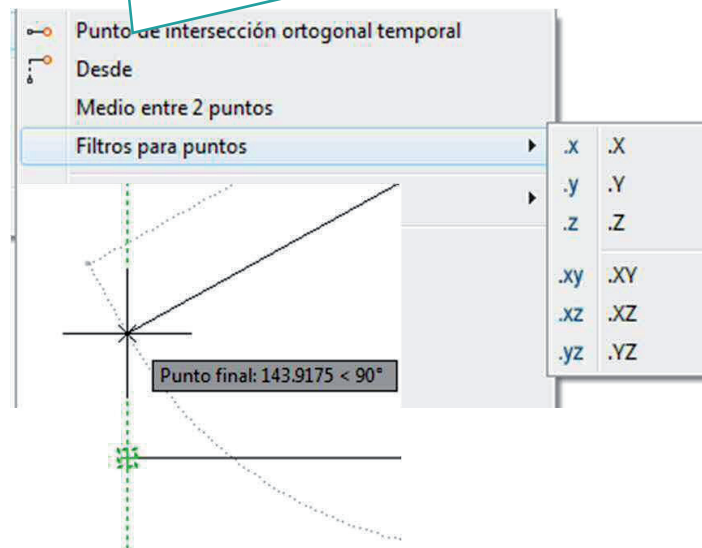 Punto de intersección ortogonal temporal
Desde
Medio entre 2 puntos
Filtros para puntos
.x .X
.y .Y
.z .Z
.xy .XY
.xz .XZ
.yz .YZ
Punto final: 143.9175 < 90°